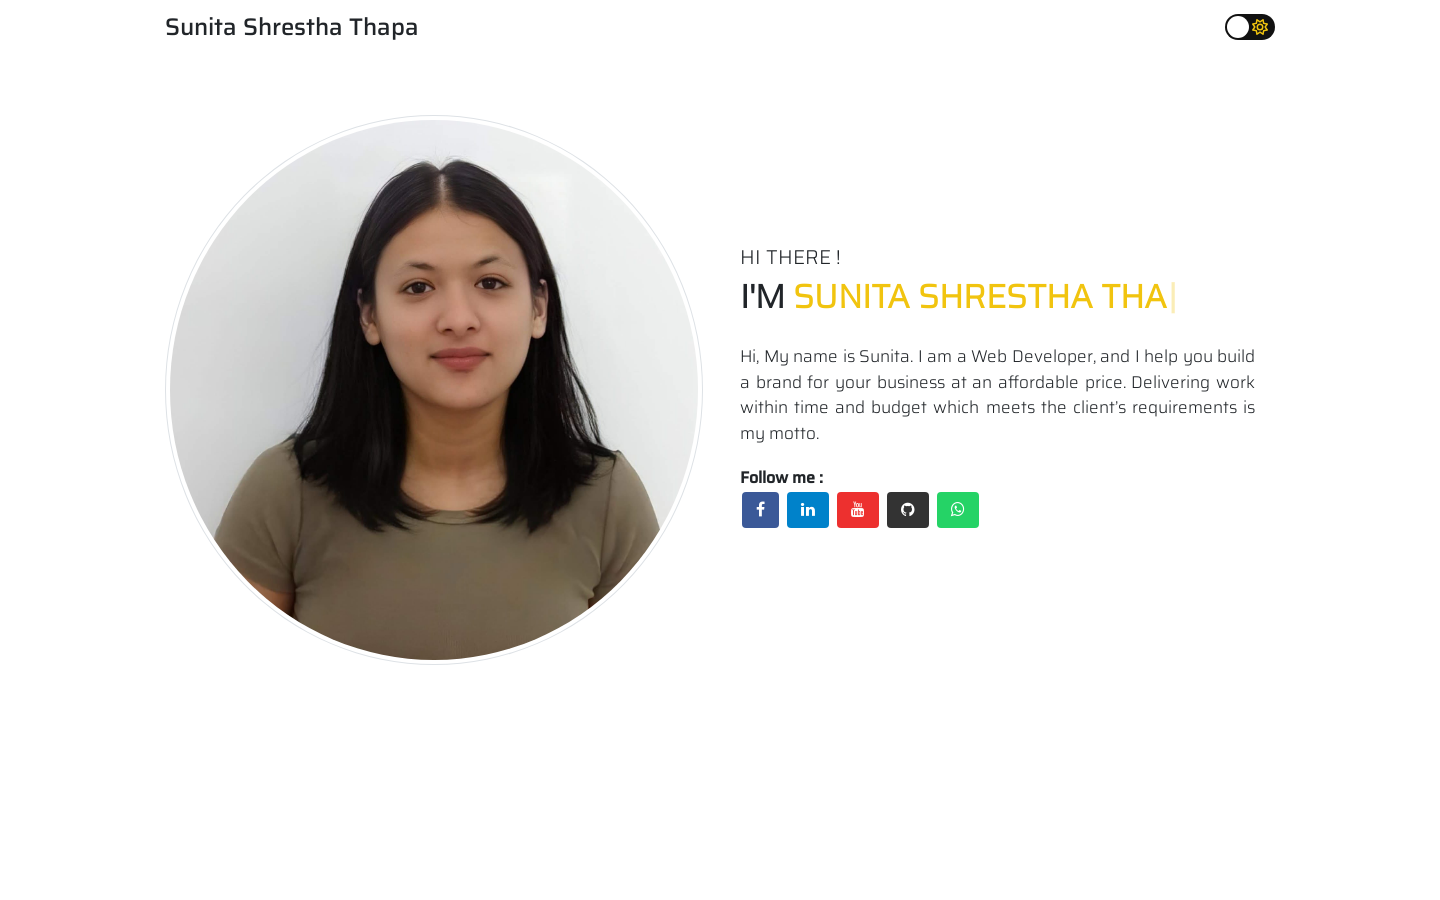 Sunita Shrestha Thapa
HI THERE !
I'M SUNITA SHRESTHA THA|
Hi, My name is Sunita. I am a Web Developer, and I help you build
a brand for your business at an affordable price. Delivering work
within time and budget which meets the client's requirements is
my motto.
Follow me :